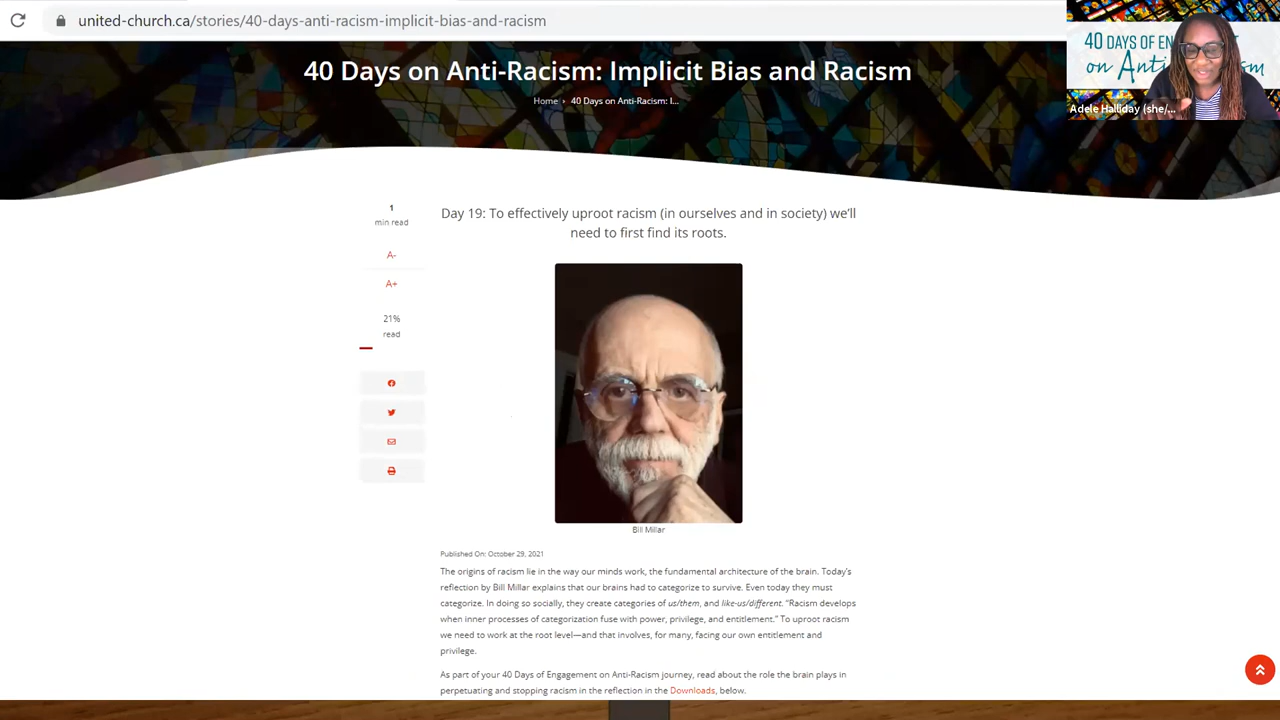 united-church.ca/stories/40-days-anti-racism-implicit-bias-and-racism
40 DAYS OF EN
on Anti
ism
Adele Halliday (she/...
40 Days on Anti-Racism: Implicit Bias and Racism
Home › 40 Days on Anti-Racism: I...
1
min read
A-
A+
21%
read
Day 19: To effectively uproot racism (in ourselves and in society) we'll
need to first find its roots.
Bill Millar
Published On: October 29, 2021
The origins of racism lie in the way our minds work, the fundamental architecture of the brain. Today's
reflection by Bill Millar explains that our brains had to categorize to survive. Even today they must
categorize. In doing so socially, they create categories of us/them, and like-us/different. "Racism develops
when inner processes of categorization fuse with power, privilege, and entitlement." To uproot racism
we need to work at the root level—and that involves, for many, facing our own entitlement and
privilege.
As part of your 40 Days of Engagement on Anti-Racism journey, read about the role the brain plays in
perpetuating and stopping racism in the reflection in the Downloads, below.